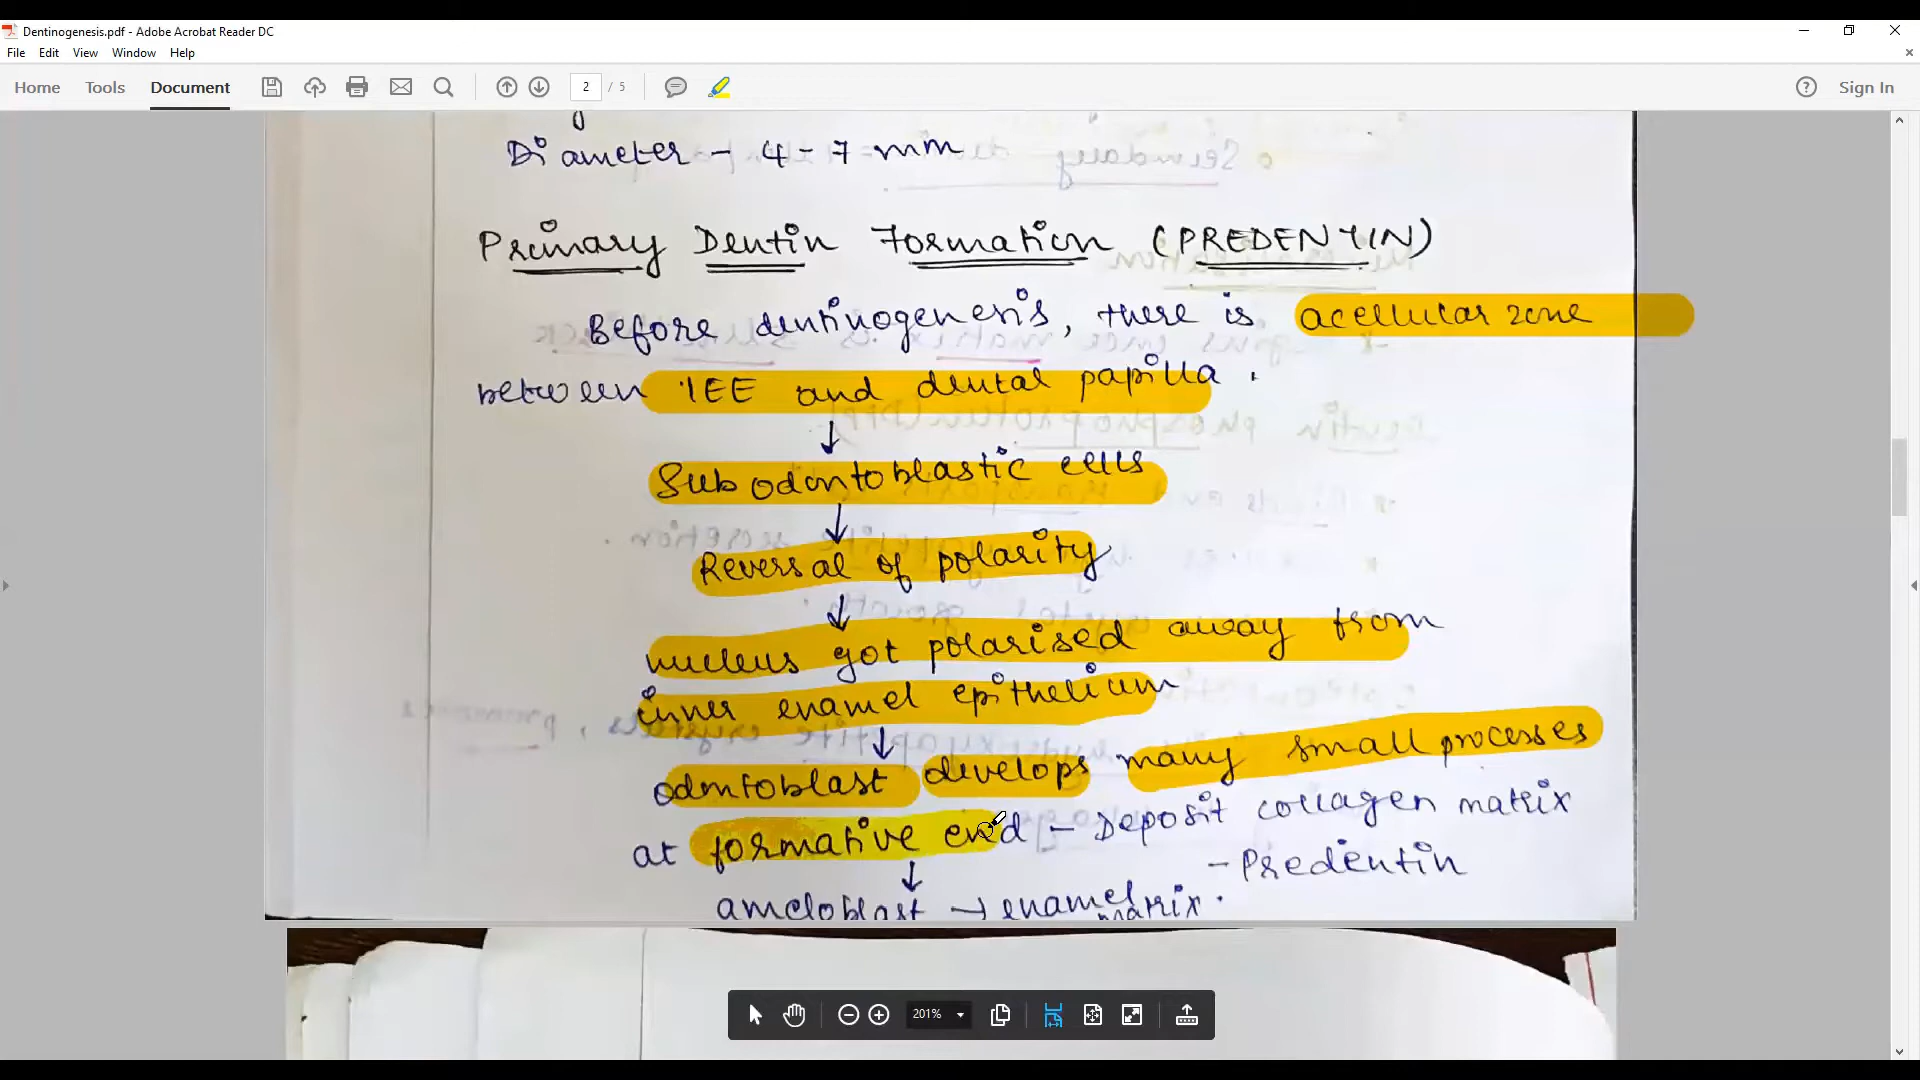 Dentinogenesis.pdf - Adobe Acrobat Reader DC
File Edit View Window Help
Home Tools Document 2 / 5 Sign In
Diameter - 4 - 7 mm
Primary Dentin Formation (PREDENTIN)
Before dentinogenesis, there is acellular zone
between IEE and dental papilla.
Sub odontoblastic cells
Reversal of polarity
nucleus got polarised away from
inner enamel epithelium
odontoblast develops many small processes
at formative end - Deposit collagen matrix
- Predentin
ameloblast → enamel matrix.
201%